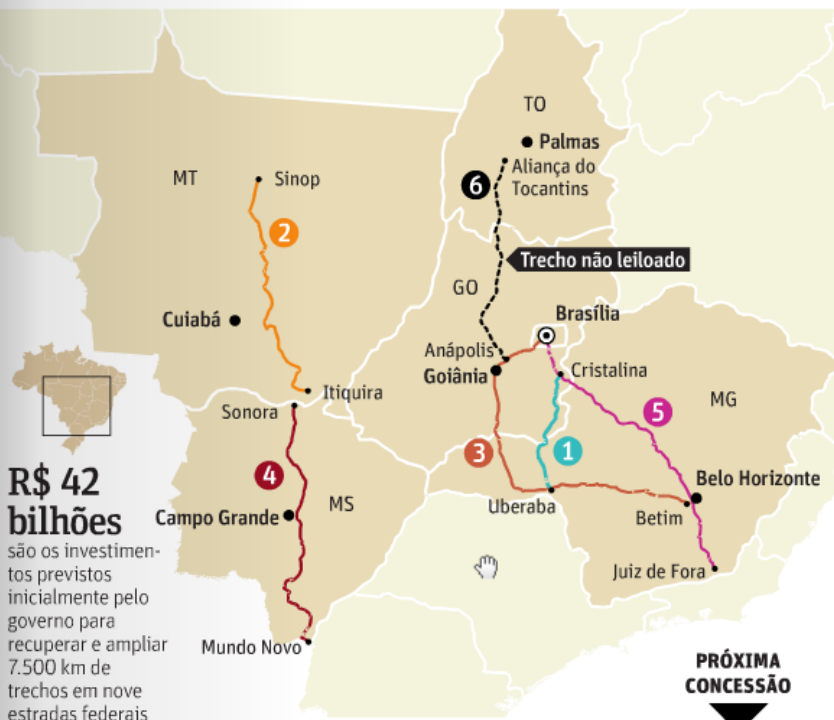 TO
Palmas
Aliança do
Tocantins
6
MT
Sinop
2
Trecho não leiloado
GO
Brasília
Cuiabá
Anápolis
Goiânia
Cristalina
Itiquira
Sonora
MG
5
3
1
4
R$ 42
bilhões
são os investimen-
tos previstos
inicialmente pelo
governo para
recuperar e ampliar
7.500 km de
trechos em nove
estradas federais
MS
Campo Grande
Uberaba
Belo Horizonte
Betim
Juiz de Fora
Mundo Novo
PRÓXIMA
CONCESSÃO